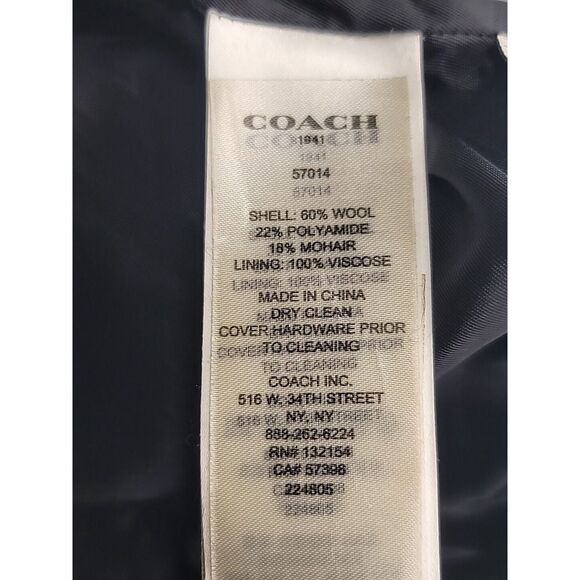 COACH
1941
57014
SHELL: 60% WOOL
22% POLYAMIDE
18% MOHAIR
LINING: 100% VISCOSE
MADE IN CHINA
DRY CLEAN
COVER HARDWARE PRIOR
TO CLEANING
COACH INC.
516 W. 34TH STREET
NY, NY
888-262-6224
RN# 132154
CA# 57398
224805